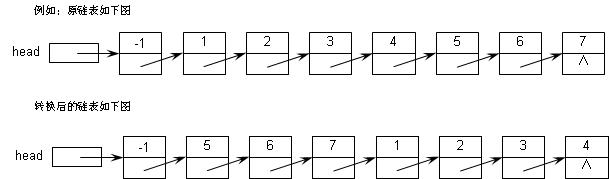 例如：原链表如下图
head -1 1 2 3 4 5 6 7
^
转换后的链表如下图
head -1 5 6 7 1 2 3 4
^